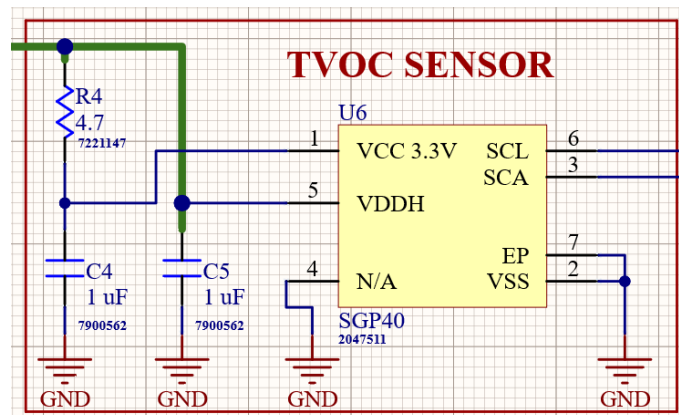 TVOC SENSOR
R4
4.7
7221147
U6
1
VCC 3.3V
SCL
6
SCA
3
5
VDDH
EP
7
4
N/A
VSS
2
C4
1 uF
7900562
C5
1 uF
7900562
SGP40
2047511
GND
GND
GND
GND